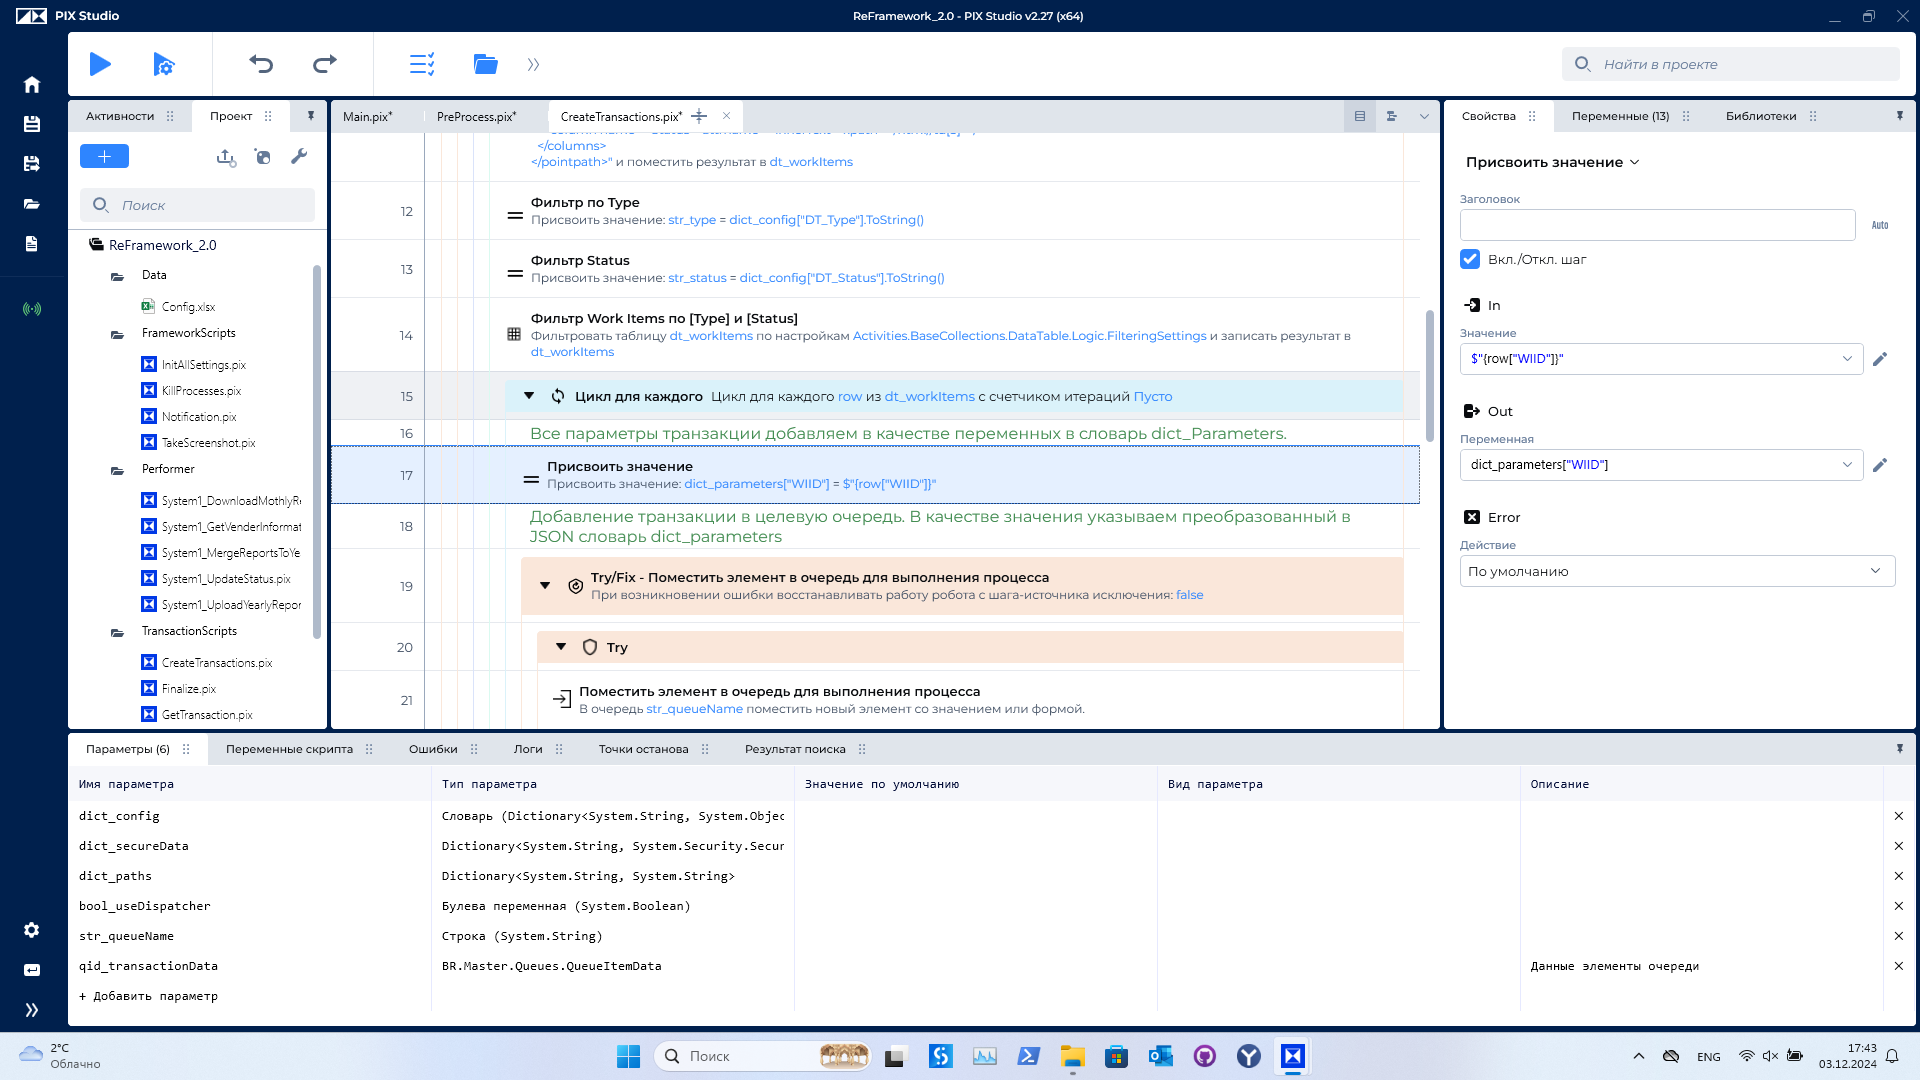 PIX Studio
ReFramework_2.0 - PIX Studio v2.27 (x64)
Найти в проекте
Активности
Проект
Main.pix*
PreProcess.pix*
CreateTransactions.pix*
Свойства
Переменные (13)
Библиотеки
Поиск
ReFramework_2.0
Data
Config.xlsx
FrameworkScripts
InitAllSettings.pix
KillProcesses.pix
Notification.pix
TakeScreenshot.pix
Performer
System1_DownloadMothlyRe
System1_GetVenderInformat
System1_MergeReportsToYe
System1_UpdateStatus.pix
System1_UploadYearlyRepor
TransactionScripts
CreateTransactions.pix
Finalize.pix
GetTransaction.pix
</columns>
</pointpath>" и поместить результат в dt_workItems
12
Фильтр по Type
Присвоить значение: str_type = dict_config["DT_Type"].ToString()
13
Фильтр Status
Присвоить значение: str_status = dict_config["DT_Status"].ToString()
14
Фильтр Work Items по [Type] и [Status]
Фильтровать таблицу dt_workItems по настройкам Activities.BaseCollections.DataTable.Logic.FilteringSettings и записать результат в
dt_workItems
15
Цикл для каждого Цикл для каждого row из dt_workItems с счетчиком итераций Пусто
16
Все параметры транзакции добавляем в качестве переменных в словарь dict_Parameters.
17
Присвоить значение
Присвоить значение: dict_parameters["WIID"] = $"{row["WIID"]}"
18
Добавление транзакции в целевую очередь. В качестве значения указываем преобразованный в
JSON словарь dict_parameters
19
Try/Fix - Поместить элемент в очередь для выполнения процесса
При возникновении ошибки восстанавливать работу робота с шага-источника исключения: false
20
Try
21
Поместить элемент в очередь для выполнения процесса
В очередь str_queueName поместить новый элемент со значением или формой.
Присвоить значение
Заголовок
Auto
Вкл./Откл. шаг
In
Значение
$"{row["WIID"]}"
Out
Переменная
dict_parameters["WIID"]
Error
Действие
По умолчанию
Параметры (6)
Переменные скрипта
Ошибки
Логи
Точки останова
Результат поиска
Имя параметра
Тип параметра
Значение по умолчанию
Вид параметра
Описание
dict_config
Словарь (Dictionary<System.String, System.Objec
dict_secureData
Dictionary<System.String, System.Security.Secur
dict_paths
Dictionary<System.String, System.String>
bool_useDispatcher
Булева переменная (System.Boolean)
str_queueName
Строка (System.String)
qid_transactionData
BR.Master.Queues.QueueItemData
Данные элементы очереди
+ Добавить параметр
2°C
Облачно
Поиск
ENG
17:43
03.12.2024